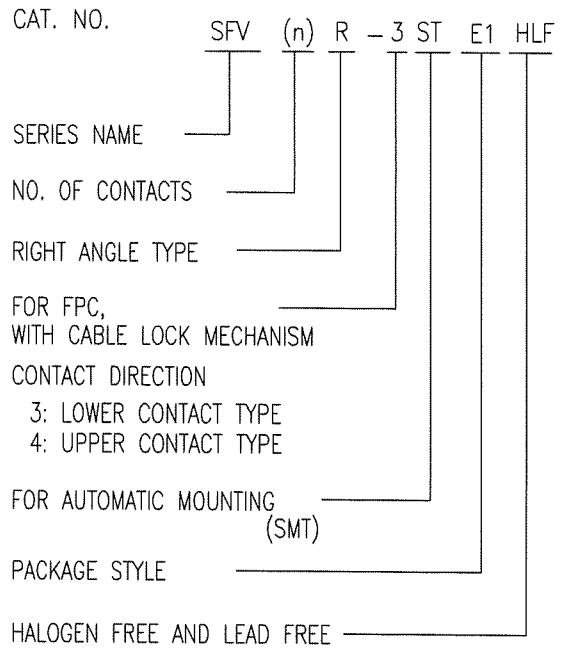 CAT. NO.
SFV (n) R - 3 ST E1 HLF
SERIES NAME
NO. OF CONTACTS
RIGHT ANGLE TYPE
FOR FPC,
WITH CABLE LOCK MECHANISM
CONTACT DIRECTION
3: LOWER CONTACT TYPE
4: UPPER CONTACT TYPE
FOR AUTOMATIC MOUNTING
(SMT)
PACKAGE STYLE
HALOGEN FREE AND LEAD FREE